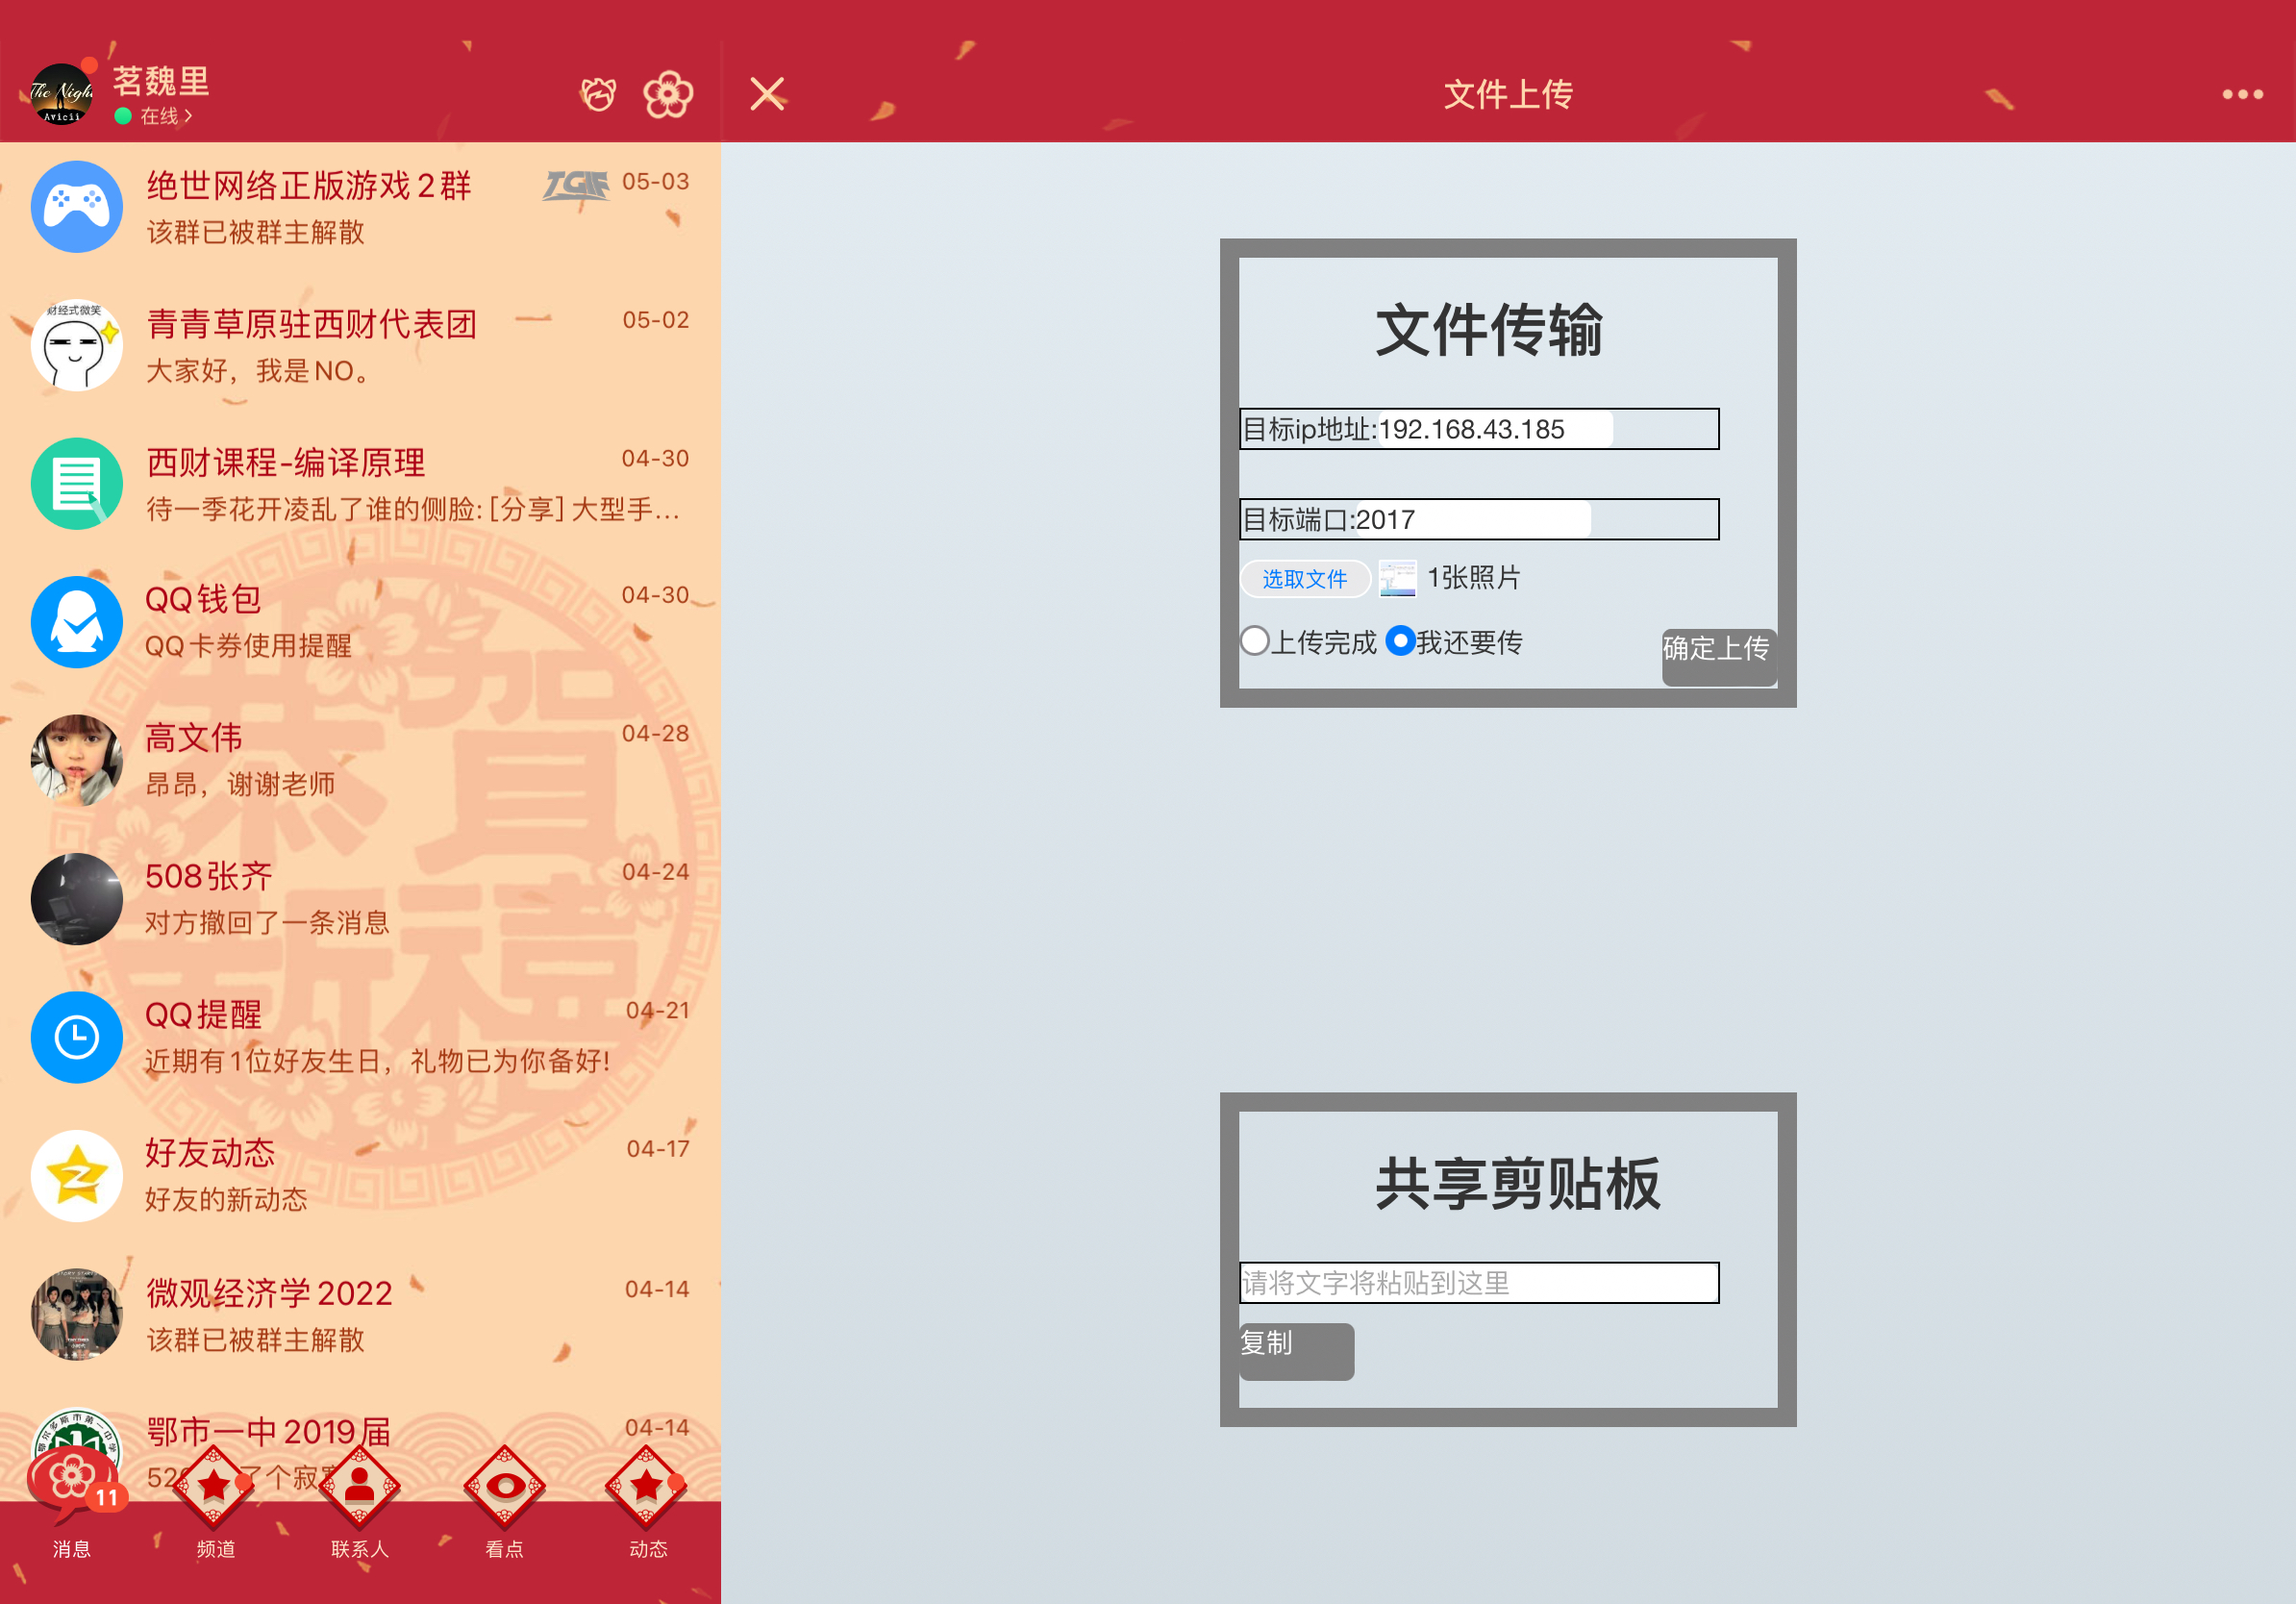 The Night
Avicii
茗魏里
在线
文件上传
绝世网络正版游戏2群
TGIF
05-03
该群已被群主解散
财经式微笑
青青草原驻西财代表团
05-02
大家好，我是NO。
西财课程-编译原理
04-30
待一季花开凌乱了谁的侧脸: [分享] 大型手...
QQ钱包
04-30
QQ卡券使用提醒
高文伟
04-28
昂昂，谢谢老师
508张齐
04-24
对方撤回了一条消息
QQ提醒
04-21
近期有1位好友生日，礼物已为你备好!
好友动态
04-17
好友的新动态
微观经济学2022
04-14
该群已被群主解散
鄂市一中2019届
04-14
了个寂
恭贺
新禧
11
消息
频道
联系人
看点
动态
文件传输
目标ip地址:192.168.43.185
目标端口:2017
选取文件
1张照片
上传完成
我还要传
确定上传
共享剪贴板
请将文字将粘贴到这里
复制